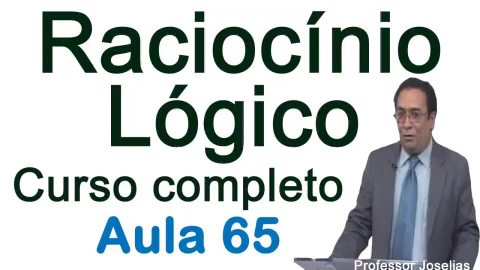 Raciocínio
Lógico
Curso completo
Aula 65
Professor Joselias